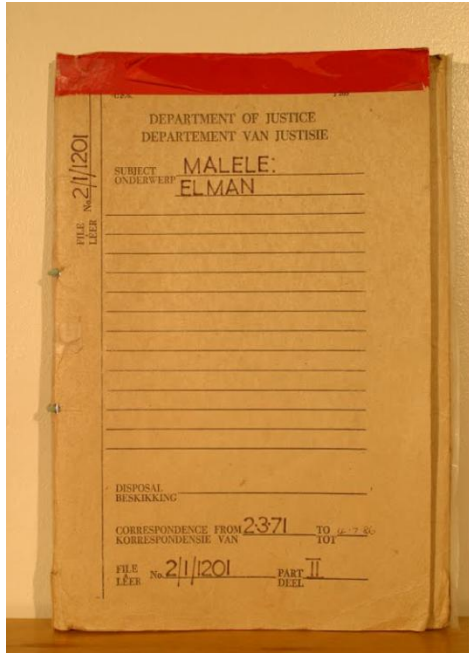 DEPARTMENT OF JUSTICE
DEPARTEMENT VAN JUSTISIE
SUBJECT MALELE:
ONDERWERP ELMAN
DISPOSAL
BESKIKKING
CORRESPONDENCE FROM 2·3·71 TO
KORRESPONDENSIE VAN TOT
FILE No. 2/1/1201 PART II
LÊER DEEL
FILE No. 2/1/1201
LEER